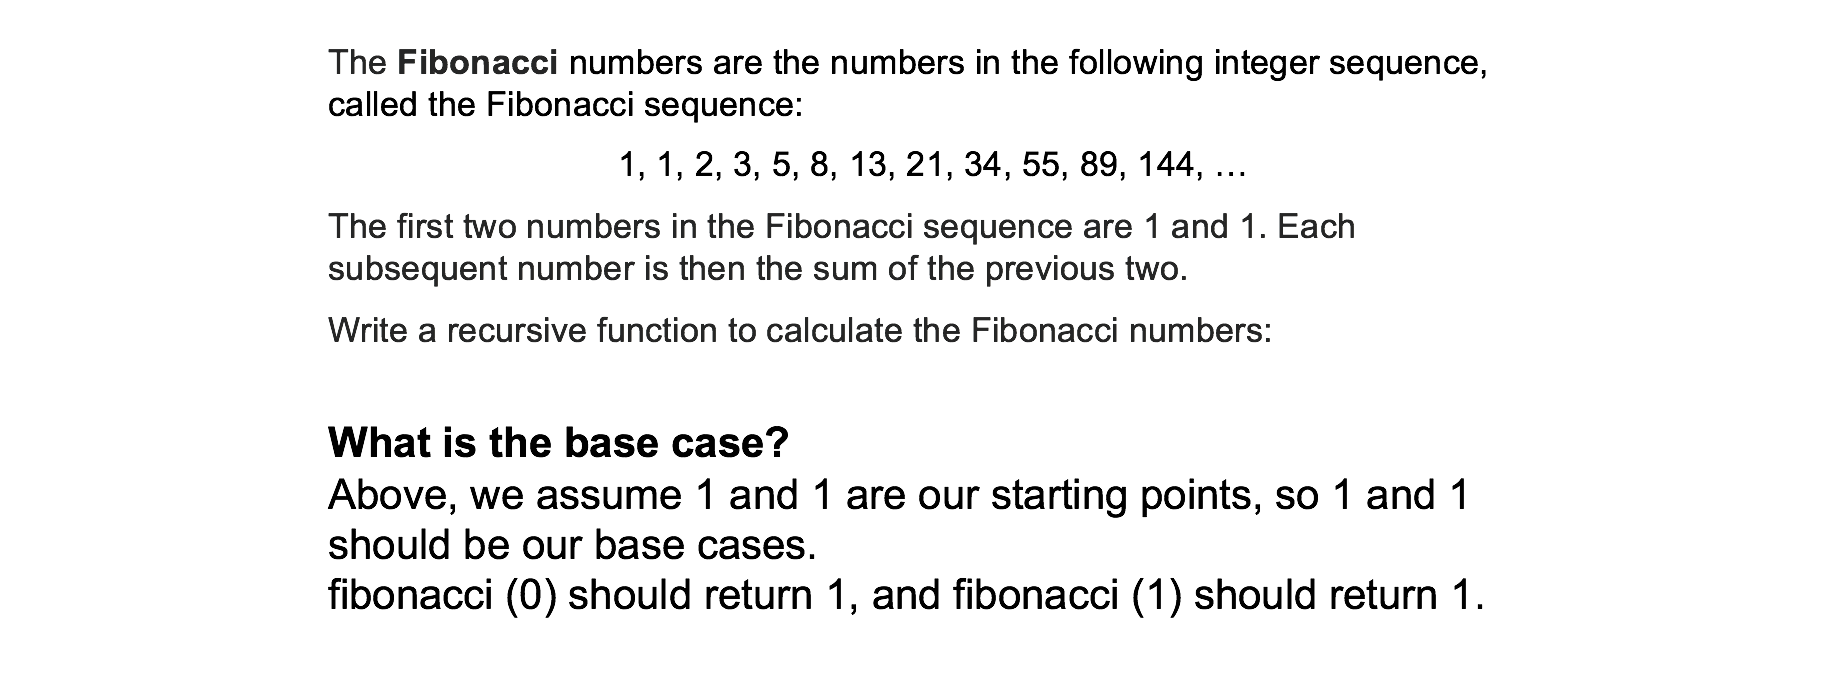 The Fibonacci numbers are the numbers in the following integer sequence,
called the Fibonacci sequence:
1, 1, 2, 3, 5, 8, 13, 21, 34, 55, 89, 144, …
The first two numbers in the Fibonacci sequence are 1 and 1. Each
subsequent number is then the sum of the previous two.
Write a recursive function to calculate the Fibonacci numbers:
What is the base case?
Above, we assume 1 and 1 are our starting points, so 1 and 1
should be our base cases.
fibonacci (0) should return 1, and fibonacci (1) should return 1.